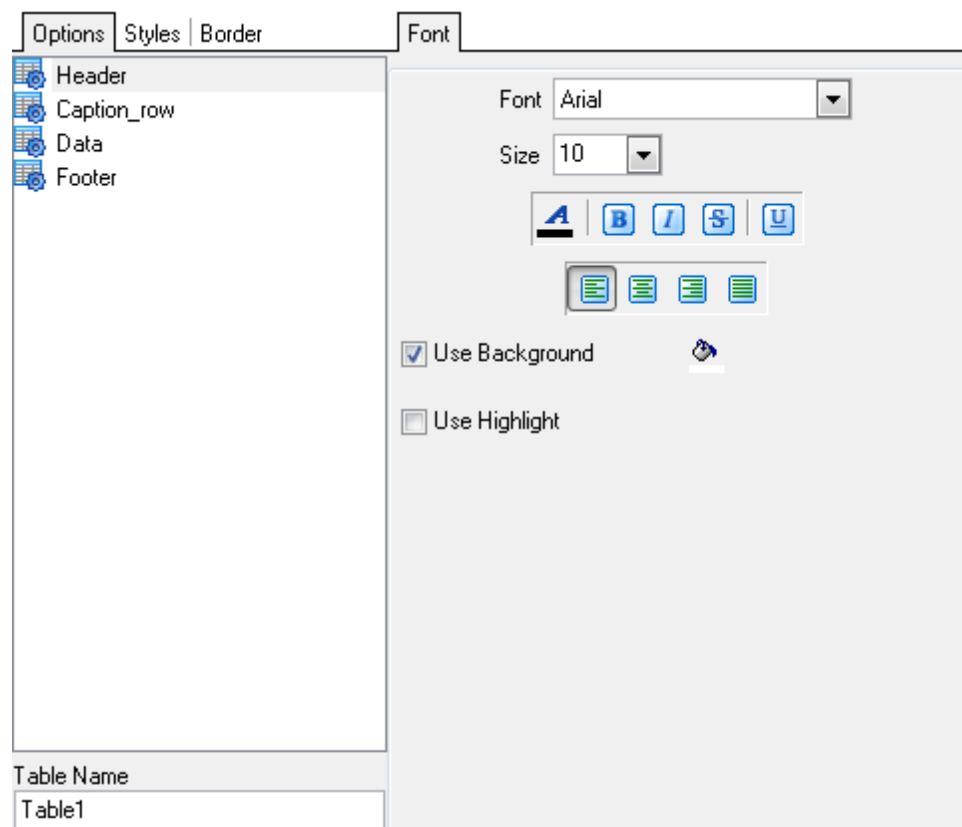 Options Styles Border
Header
Caption_row
Data
Footer
Table Name
Table1
Font
Font Arial
Size 10
A B I S U
Use Background
Use Highlight